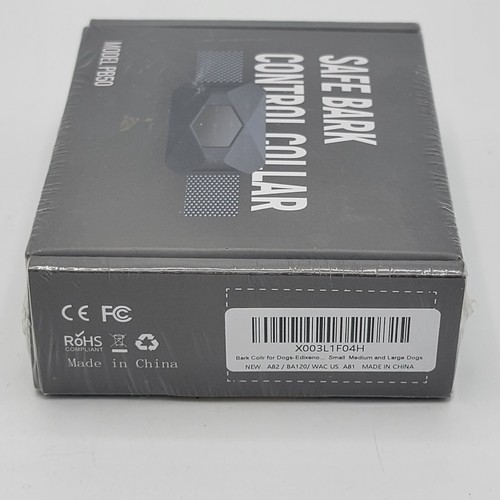 SAFE BARK
CONTROL COLLAR
MODEL PB50
CE FC
RoHS
COMPLIANT
Made in China
X003L1F04H
Bark Collr for Dogs-Edixeno... Small Medium and Large Dogs
NEW A82 / BA120/ WAC US A81 MADE IN CHINA